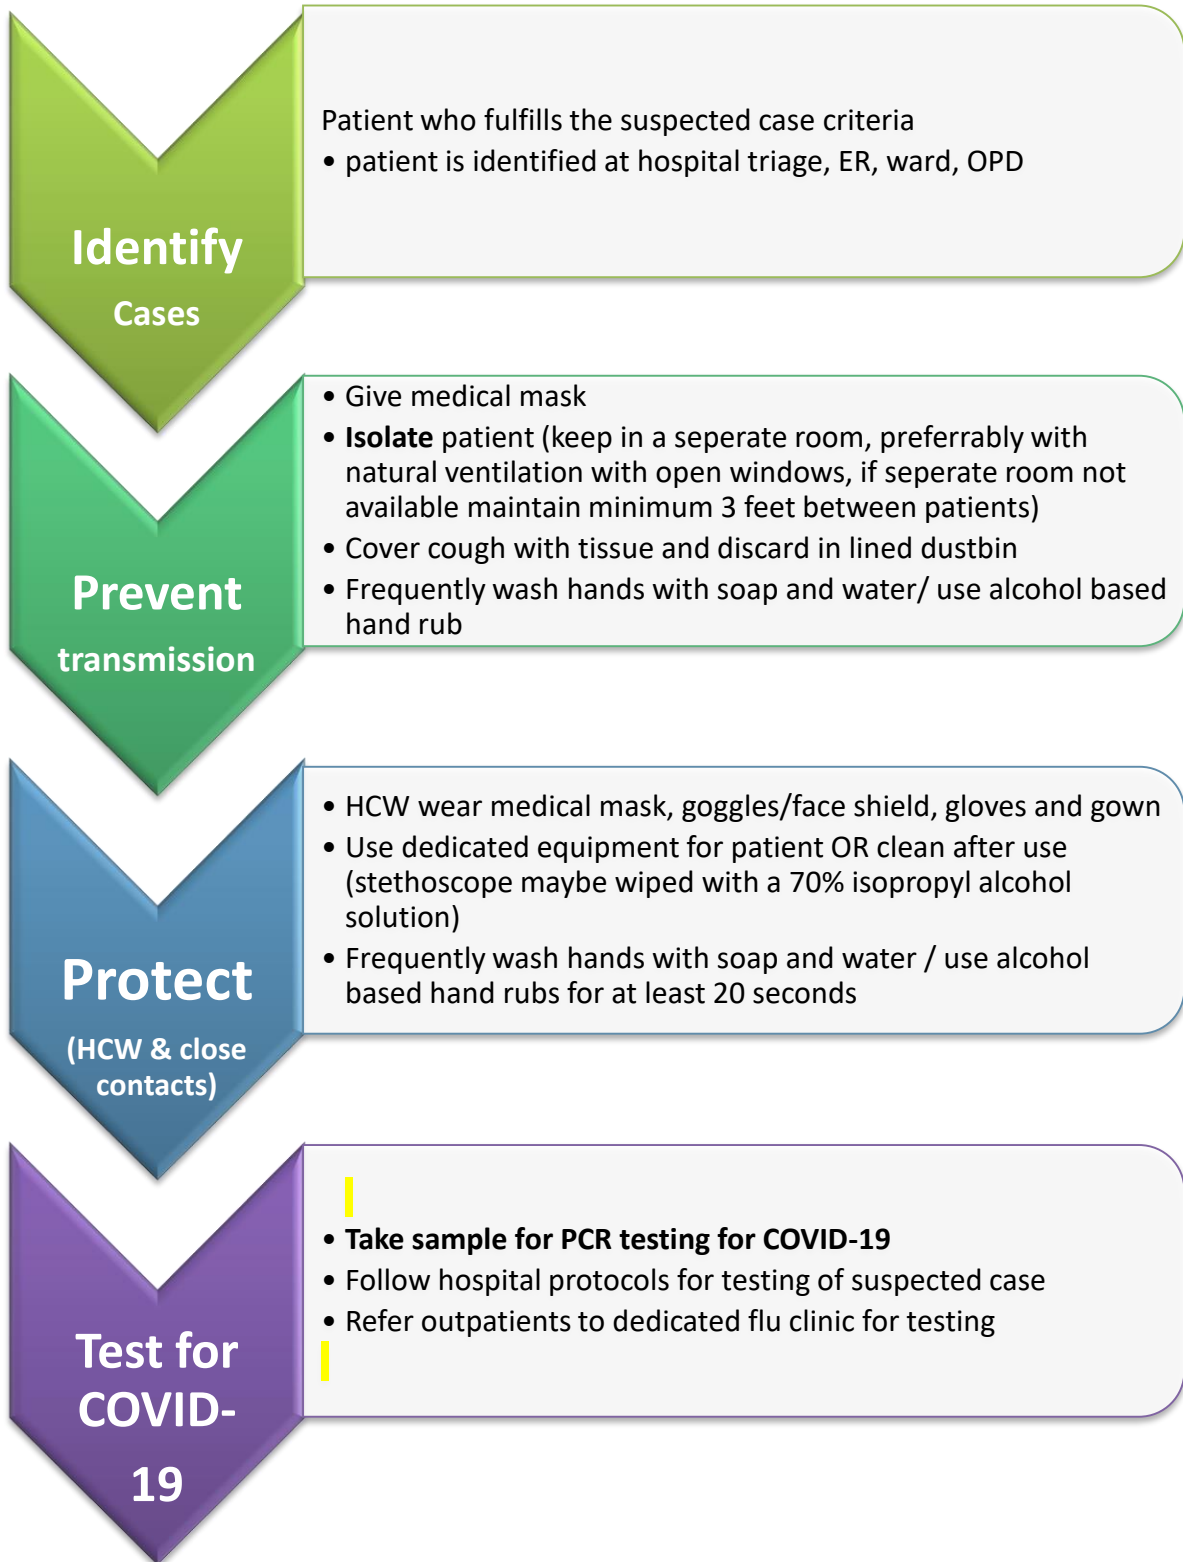 Identify
Cases
Patient who fulfills the suspected case criteria
• patient is identified at hospital triage, ER, ward, OPD
Prevent
transmission
• Give medical mask
• Isolate patient (keep in a seperate room, preferrably with
natural ventilation with open windows, if seperate room not
available maintain minimum 3 feet between patients)
• Cover cough with tissue and discard in lined dustbin
• Frequently wash hands with soap and water/ use alcohol based
hand rub
Protect
(HCW & close
contacts)
• HCW wear medical mask, goggles/face shield, gloves and gown
• Use dedicated equipment for patient OR clean after use
(stethoscope maybe wiped with a 70% isopropyl alcohol
solution)
• Frequently wash hands with soap and water / use alcohol
based hand rubs for at least 20 seconds
Test for
COVID-
19
• Take sample for PCR testing for COVID-19
• Follow hospital protocols for testing of suspected case
• Refer outpatients to dedicated flu clinic for testing